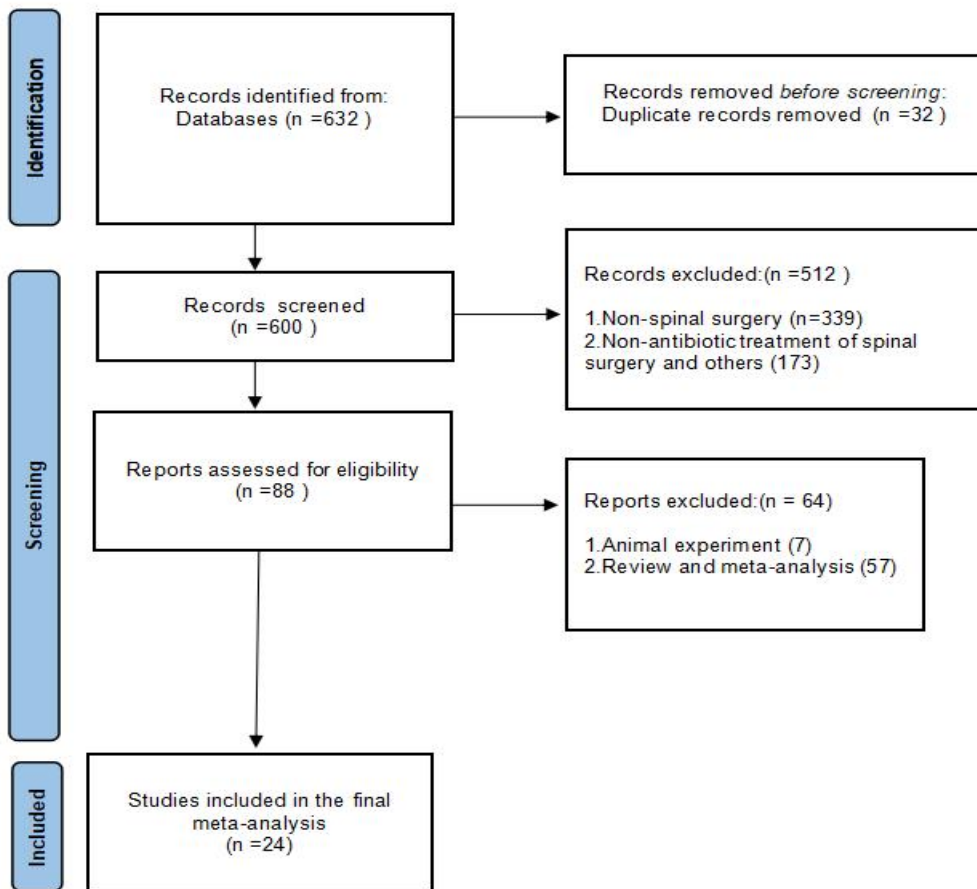 Identification
Records identified from:
Databases (n =632 )
Records removed before screening:
Duplicate records removed (n =32 )
Screening
Records screened
(n =600 )
Records excluded:(n =512 )
1.Non-spinal surgery (n=339)
2.Non-antibiotic treatment of spinal
surgery and others (173)
Reports assessed for eligibility
(n =88 )
Reports excluded:(n = 64)
1.Animal experiment (7)
2.Review and meta-analysis (57)
Included
Studies included in the final
meta-analysis
(n =24)